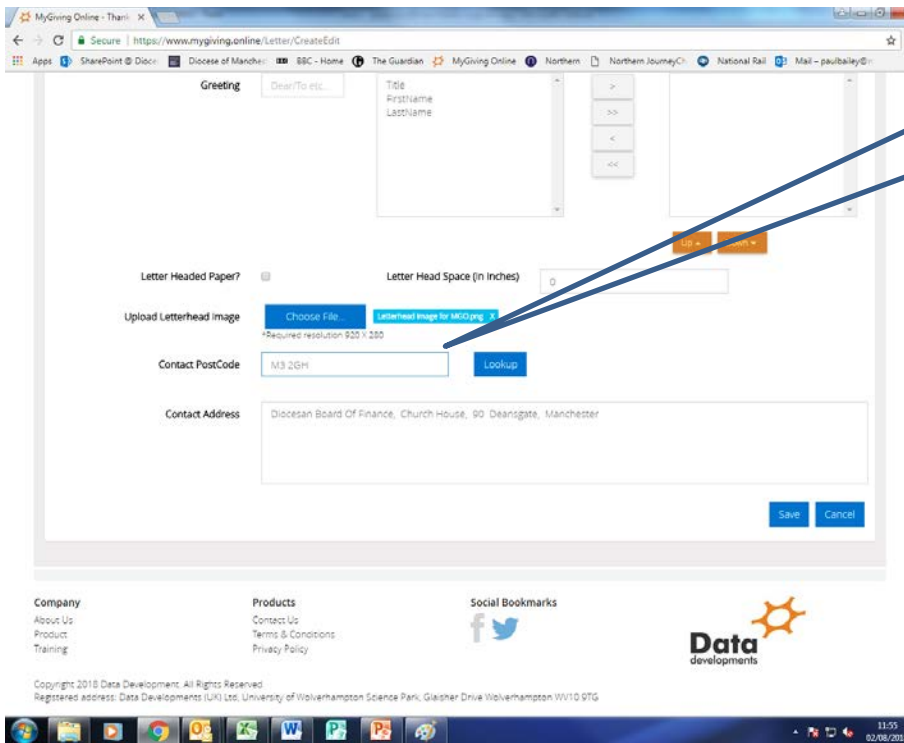 MyGiving Online - Thank
Secure | https://www.mygiving.online/Letter/CreateEdit
Apps SharePoint @ Dioce Diocese of Manches BBC - Home The Guardian MyGiving Online Northern Northern JourneyCh National Rail Mail – paulbailey@
Greeting Dear/To etc... Title
FirstName
LastName
>
>>
<
<<
Up
Letter Headed Paper? Letter Head Space (in Inches) 0
Upload Letterhead Image Choose File... Letterhead Image for MGO.png X
*Required resolution 920 X 280
Contact PostCode M3 2GH Lookup
Contact Address Diocesan Board Of Finance, Church House, 90 Deansgate, Manchester
Save Cancel
Company Products Social Bookmarks
About Us Contact Us
Product Terms & Conditions
Training Privacy Policy
Data
developments
Copyright 2018 Data Development. All Rights Reserved
Registered address: Data Developments (UK) Ltd, University of Wolverhampton Science Park, Glaisher Drive Wolverhampton WV10 9TG
11:55
02/08/201